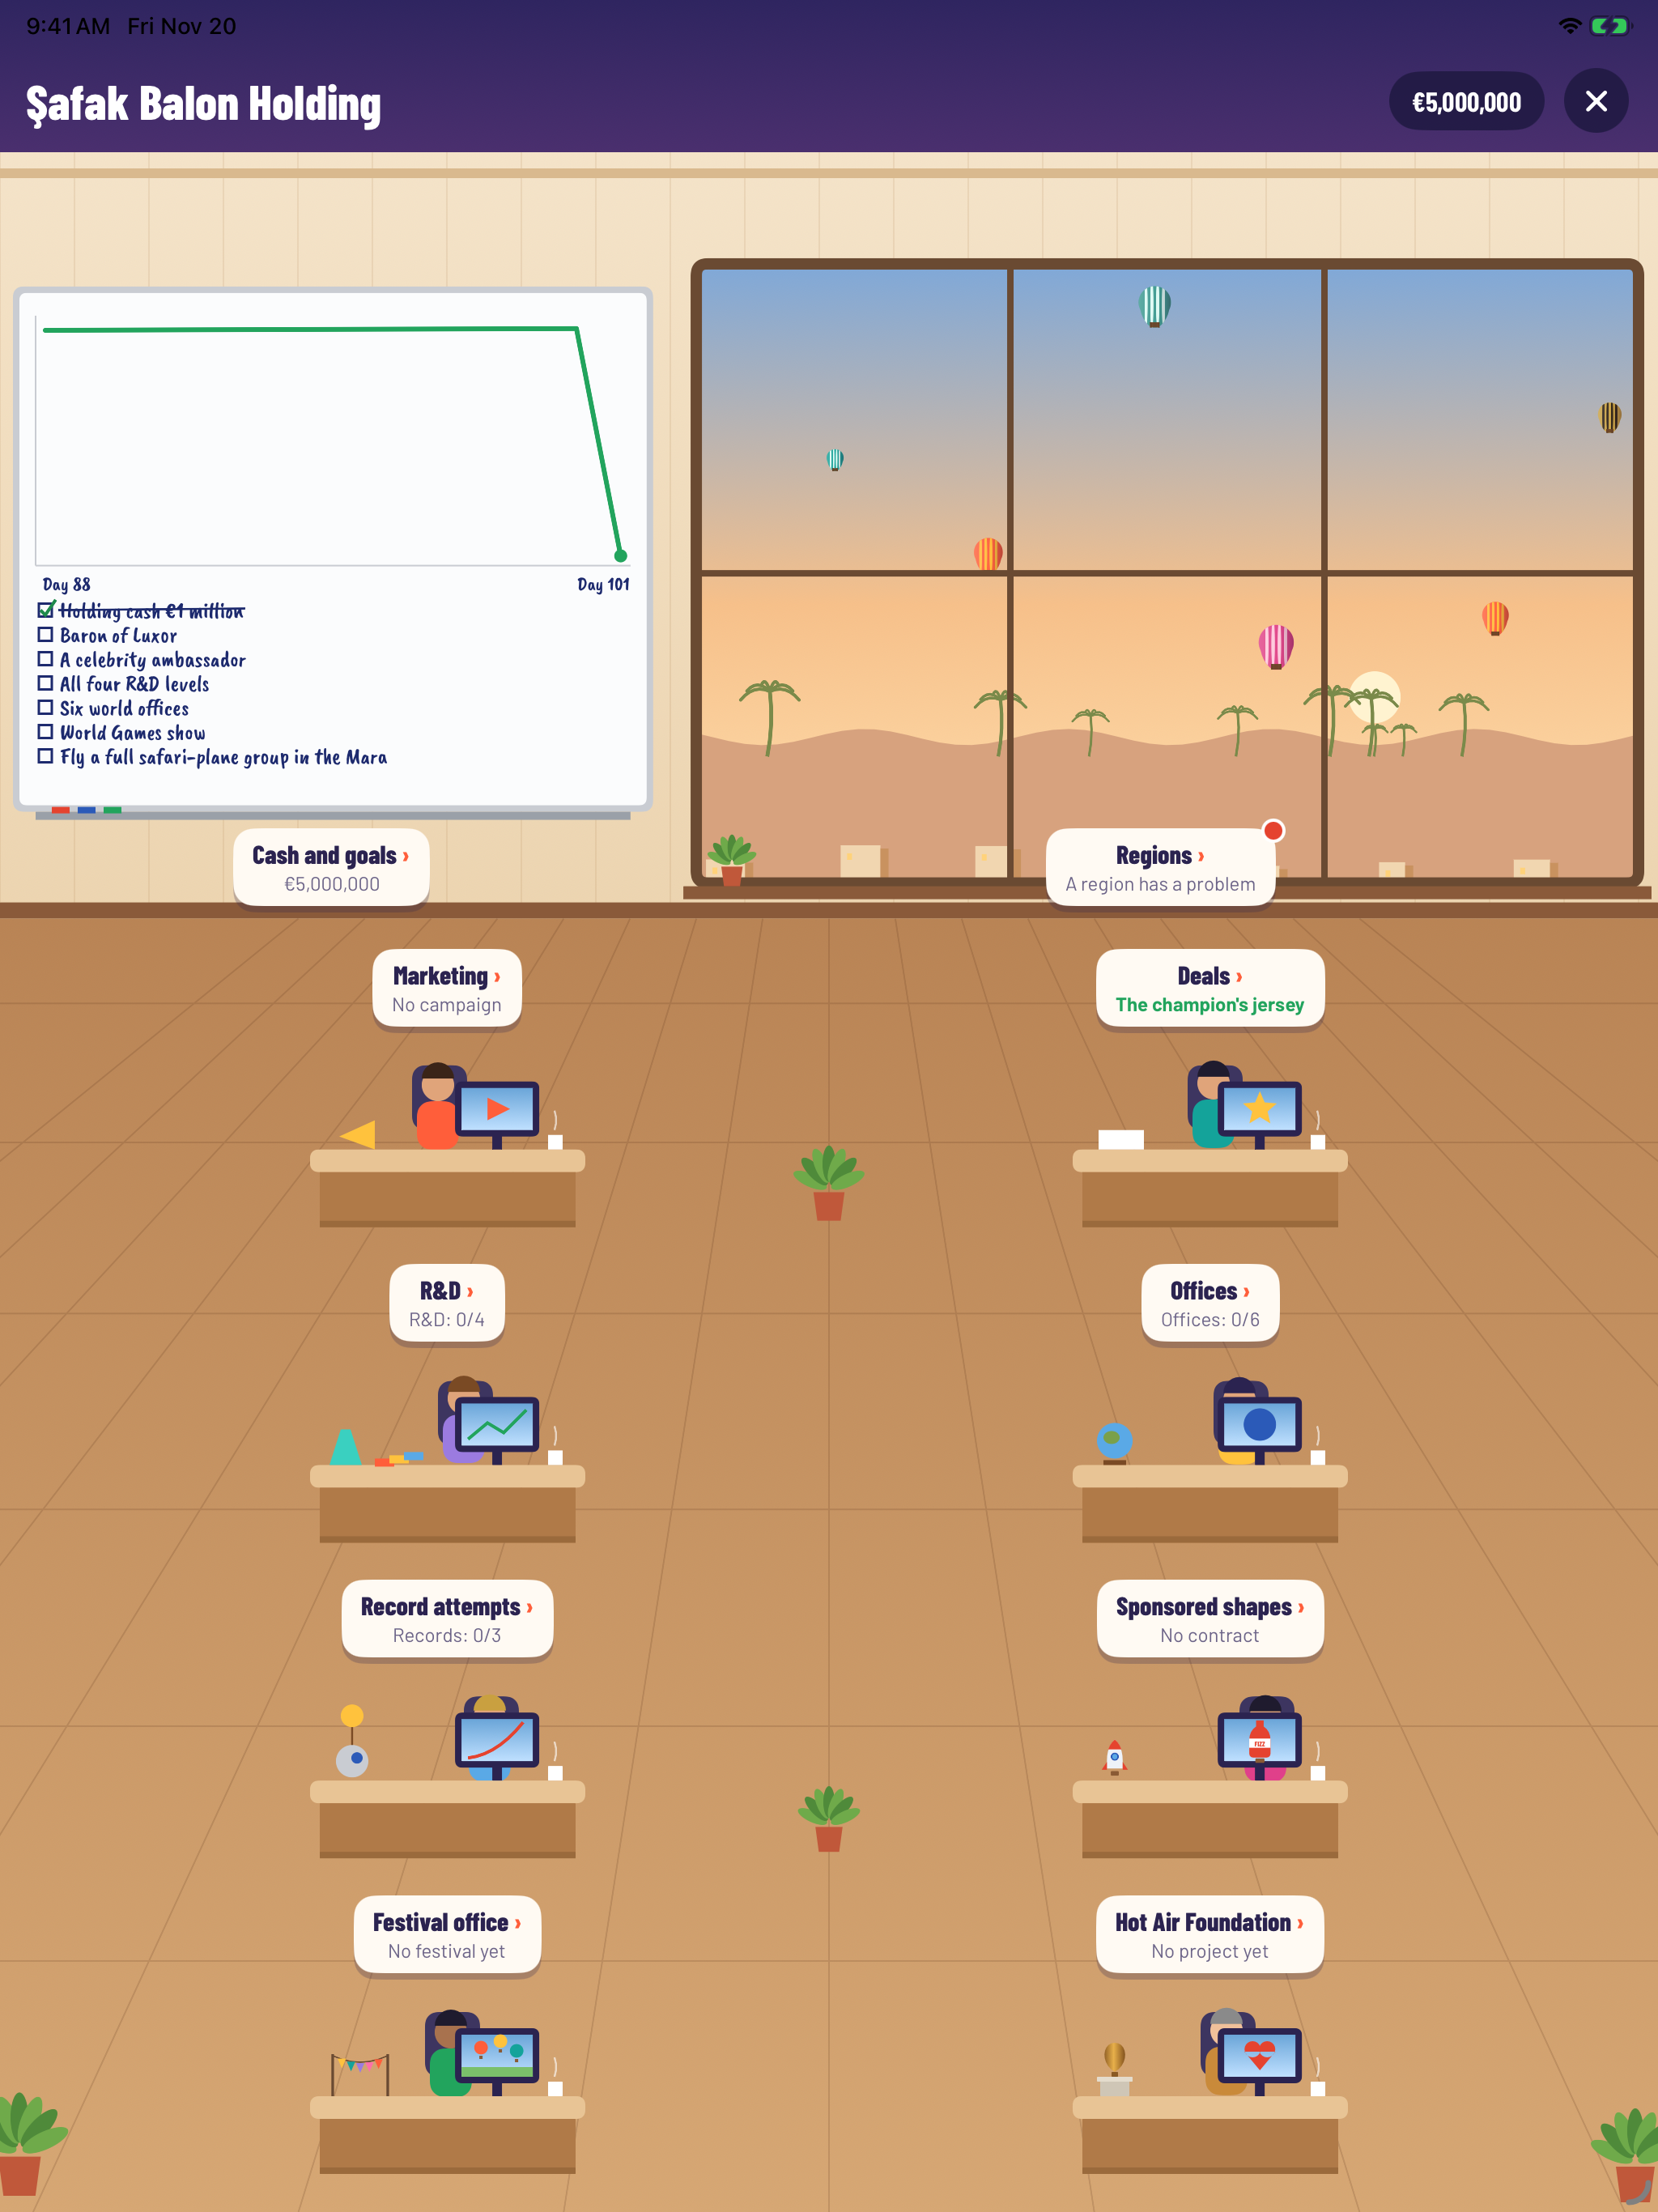 9:41 AM Fri Nov 20
Şafak Balon Holding
€5,000,000
Day 88
Day 101
Holding cash €1 million
Baron of Luxor
A celebrity ambassador
All four R&D levels
Six world offices
World Games show
Fly a full safari-plane group in the Mara
Cash and goals ›
€5,000,000
Regions ›
A region has a problem
Marketing ›
No campaign
Deals ›
The champion's jersey
R&D ›
R&D: 0/4
Offices ›
Offices: 0/6
Record attempts ›
Records: 0/3
Sponsored shapes ›
No contract
FIZZ
Festival office ›
No festival yet
Hot Air Foundation ›
No project yet